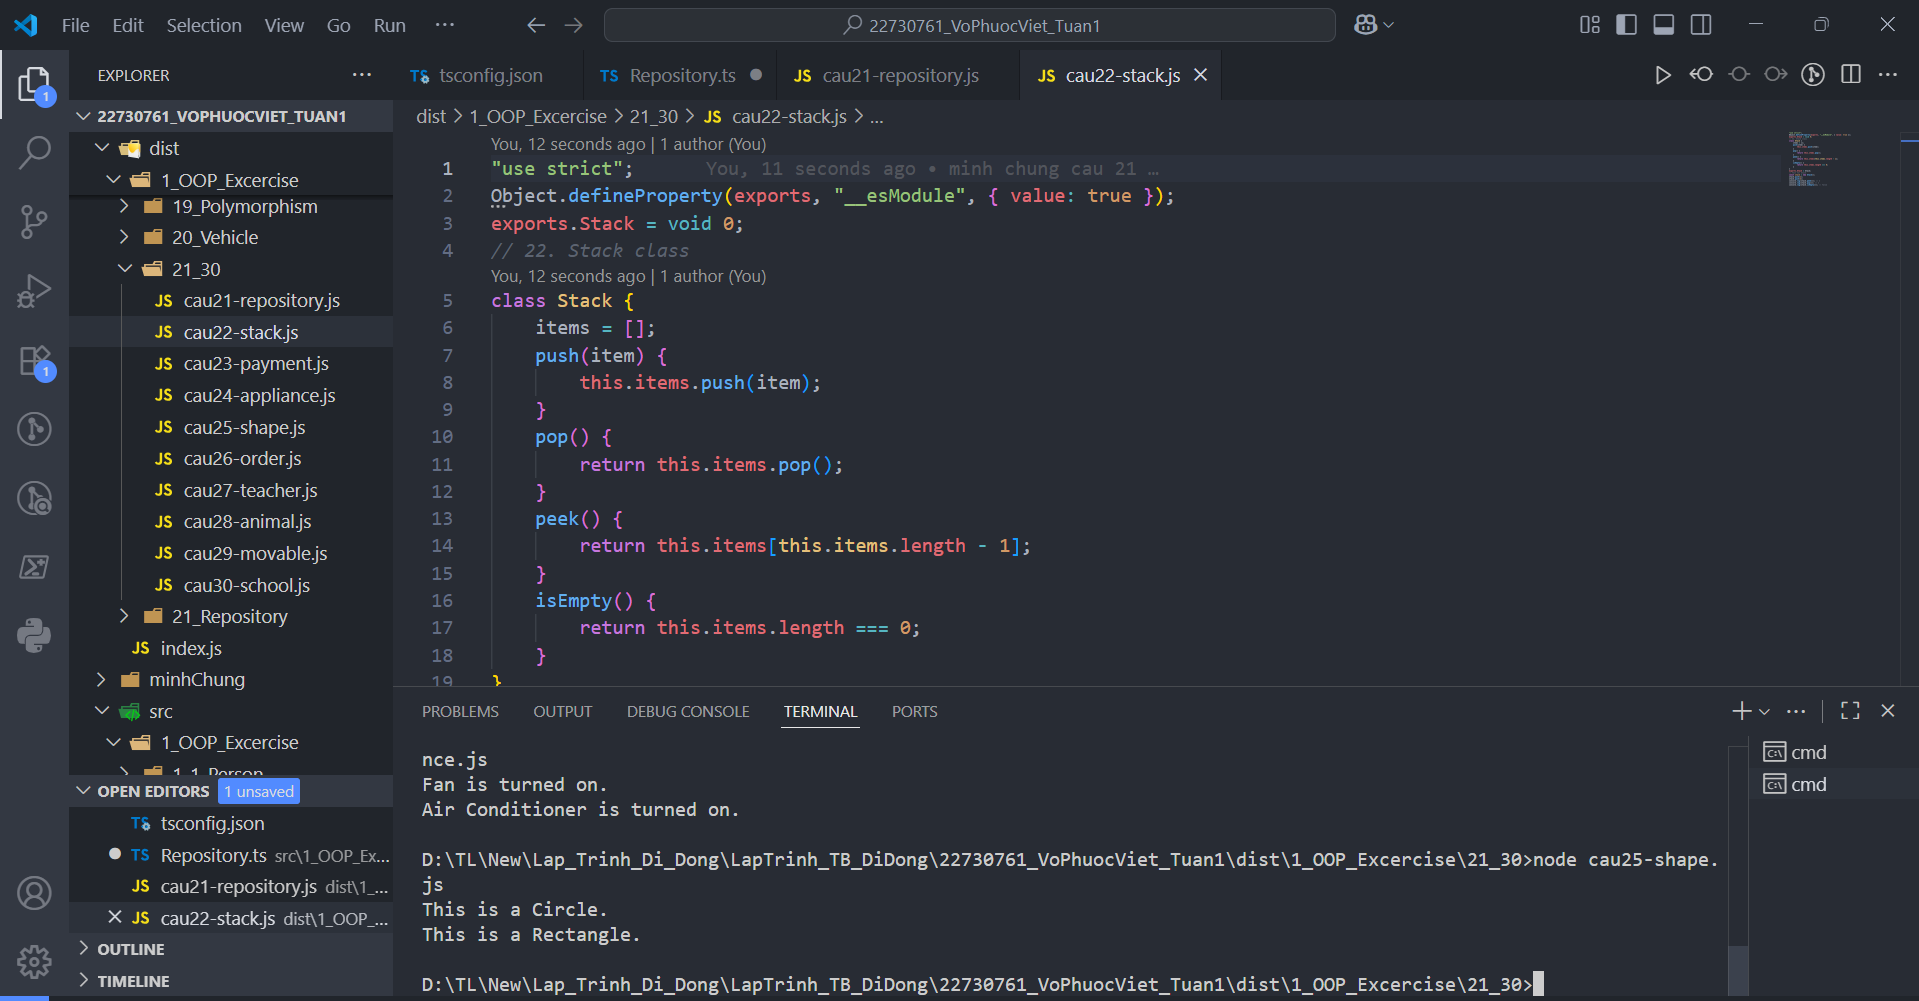 File Edit Selection View Go Run ···
22730761_VoPhuocViet_Tuan1
EXPLORER
22730761_VOPHUOCVIET_TUAN1
dist
1_OOP_Excercise
19_Polymorphism
20_Vehicle
21_30
JS cau21-repository.js
JS cau22-stack.js
JS cau23-payment.js
JS cau24-appliance.js
JS cau25-shape.js
JS cau26-order.js
JS cau27-teacher.js
JS cau28-animal.js
JS cau29-movable.js
JS cau30-school.js
21_Repository
JS index.js
minhChung
src
1_OOP_Excercise
1_1_Person
OPEN EDITORS 1 unsaved
TS tsconfig.json
TS Repository.ts src\1_OOP_Ex...
JS cau21-repository.js dist\1_...
JS cau22-stack.js dist\1_OOP_...
OUTLINE
TIMELINE
1
1
TS tsconfig.json TS Repository.ts JS cau21-repository.js JS cau22-stack.js
dist > 1_OOP_Excercise > 21_30 > JS cau22-stack.js > ...
You, 12 seconds ago | 1 author (You)
1 "use strict"; You, 11 seconds ago • minh chung cau 21 …
2 Object.defineProperty(exports, "__esModule", { value: true });
3 exports.Stack = void 0;
4 // 22. Stack class
You, 12 seconds ago | 1 author (You)
5 class Stack {
6 items = [];
7 push(item) {
8 this.items.push(item);
9 }
10 pop() {
11 return this.items.pop();
12 }
13 peek() {
14 return this.items[this.items.length - 1];
15 }
16 isEmpty() {
17 return this.items.length === 0;
18 }
19 }
PROBLEMS OUTPUT DEBUG CONSOLE TERMINAL PORTS
nce.js
Fan is turned on.
Air Conditioner is turned on.
D:\TL\New\Lap_Trinh_Di_Dong\LapTrinh_TB_DiDong\22730761_VoPhuocViet_Tuan1\dist\1_OOP_Excercise\21_30>node cau25-shape.
js
This is a Circle.
This is a Rectangle.
D:\TL\New\Lap_Trinh_Di_Dong\LapTrinh_TB_DiDong\22730761_VoPhuocViet_Tuan1\dist\1_OOP_Excercise\21_30>
cmd
cmd